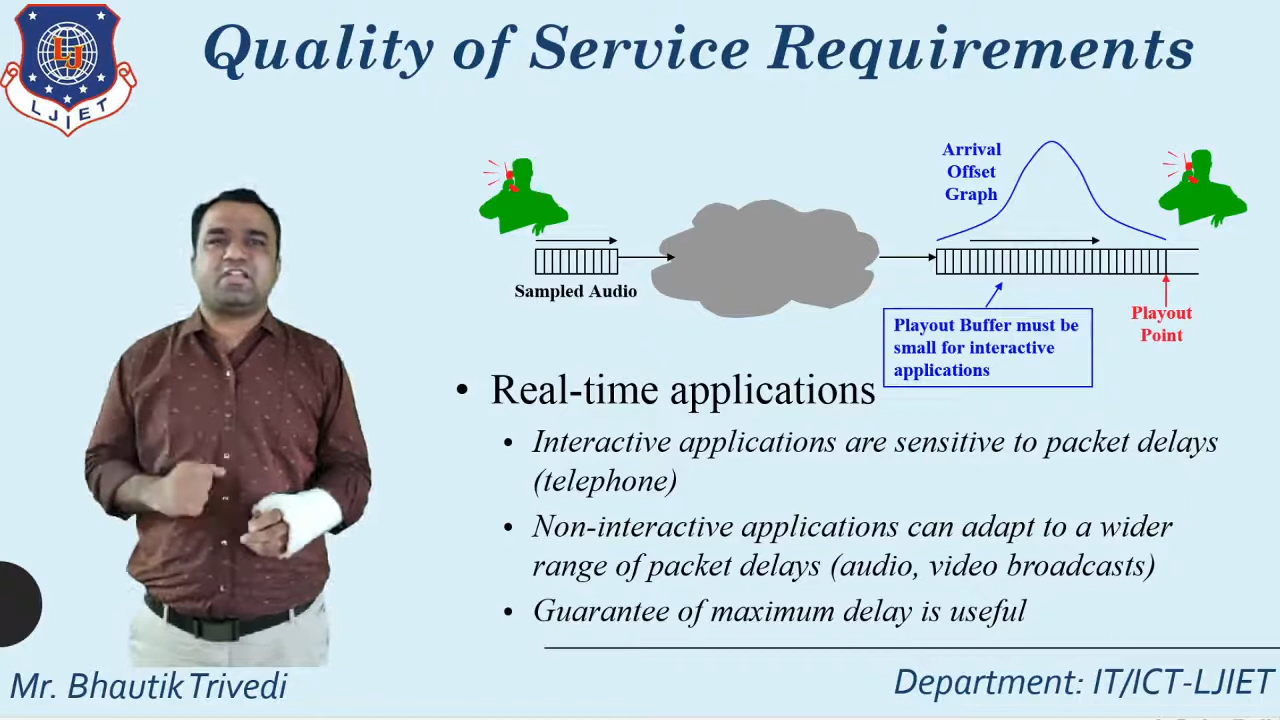 Quality of Service Requirements
LJ
LJIET
Arrival
Offset
Graph
Sampled Audio
Playout Buffer must be
small for interactive
applications
Playout
Point
• Real-time applications
• Interactive applications are sensitive to packet delays
(telephone)
• Non-interactive applications can adapt to a wider
range of packet delays (audio, video broadcasts)
• Guarantee of maximum delay is useful
Mr. Bhautik Trivedi
Department: IT/ICT-LJIET